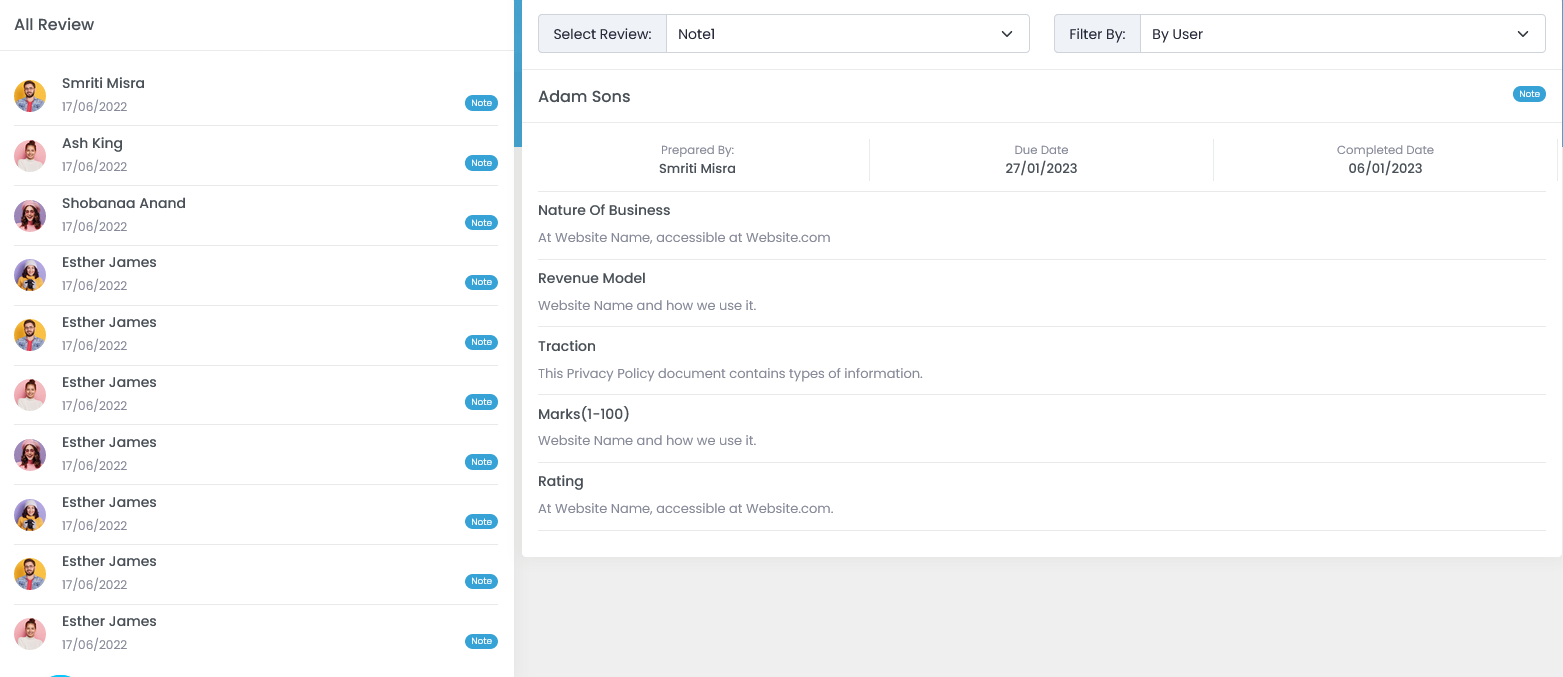 All Review
Smriti Misra
17/06/2022
Note
Ash King
17/06/2022
Note
Shobanaa Anand
17/06/2022
Note
Esther James
17/06/2022
Note
Esther James
17/06/2022
Note
Esther James
17/06/2022
Note
Esther James
17/06/2022
Note
Esther James
17/06/2022
Note
Esther James
17/06/2022
Note
Esther James
17/06/2022
Note
Select Review: Note1
Filter By: By User
Adam Sons
Note
Prepared By:
Smriti Misra
Due Date
27/01/2023
Completed Date
06/01/2023
Nature Of Business
At Website Name, accessible at Website.com
Revenue Model
Website Name and how we use it.
Traction
This Privacy Policy document contains types of information.
Marks(1-100)
Website Name and how we use it.
Rating
At Website Name, accessible at Website.com.